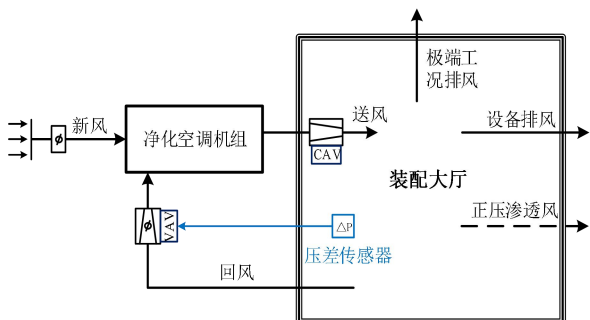 极端工
况排风
新风
净化空调机组
送风
CAV
设备排风
装配大厅
正压渗透风
VAV
△P
压差传感器
回风